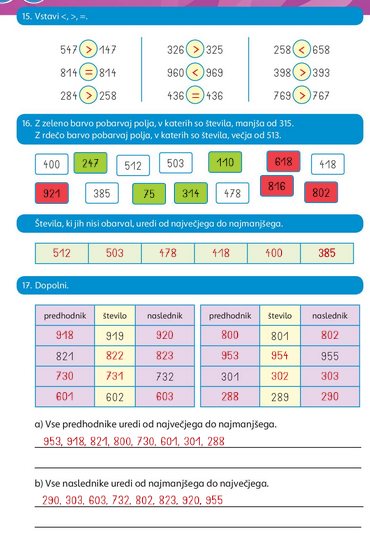 15. Vstavi <, >, =.
547 > 147 326 > 325 258 < 658
814 = 814 960 < 969 398 > 393
284 > 258 436 = 436 769 > 767
16. Z zeleno barvo pobarvaj polja, v katerih so števila, manjša od 315.
Z rdečo barvo pobarvaj polja, v katerih so števila, večja od 513.
400 247 512 503 110 618 418
921 385 75 314 478 816 802
Števila, ki jih nisi obarval, uredi od največjega do najmanjšega.
512 503 478 418 400 385
17. Dopolni.
predhodnik število naslednik predhodnik število naslednik
918 919 920 800 801 802
821 822 823 953 954 955
730 731 732 301 302 303
601 602 603 288 289 290
a) Vse predhodnike uredi od največjega do najmanjšega.
953, 918, 821, 800, 730, 601, 301, 288
b) Vse naslednike uredi od najmanjšega do največjega.
290, 303, 603, 732, 802, 823, 920, 955